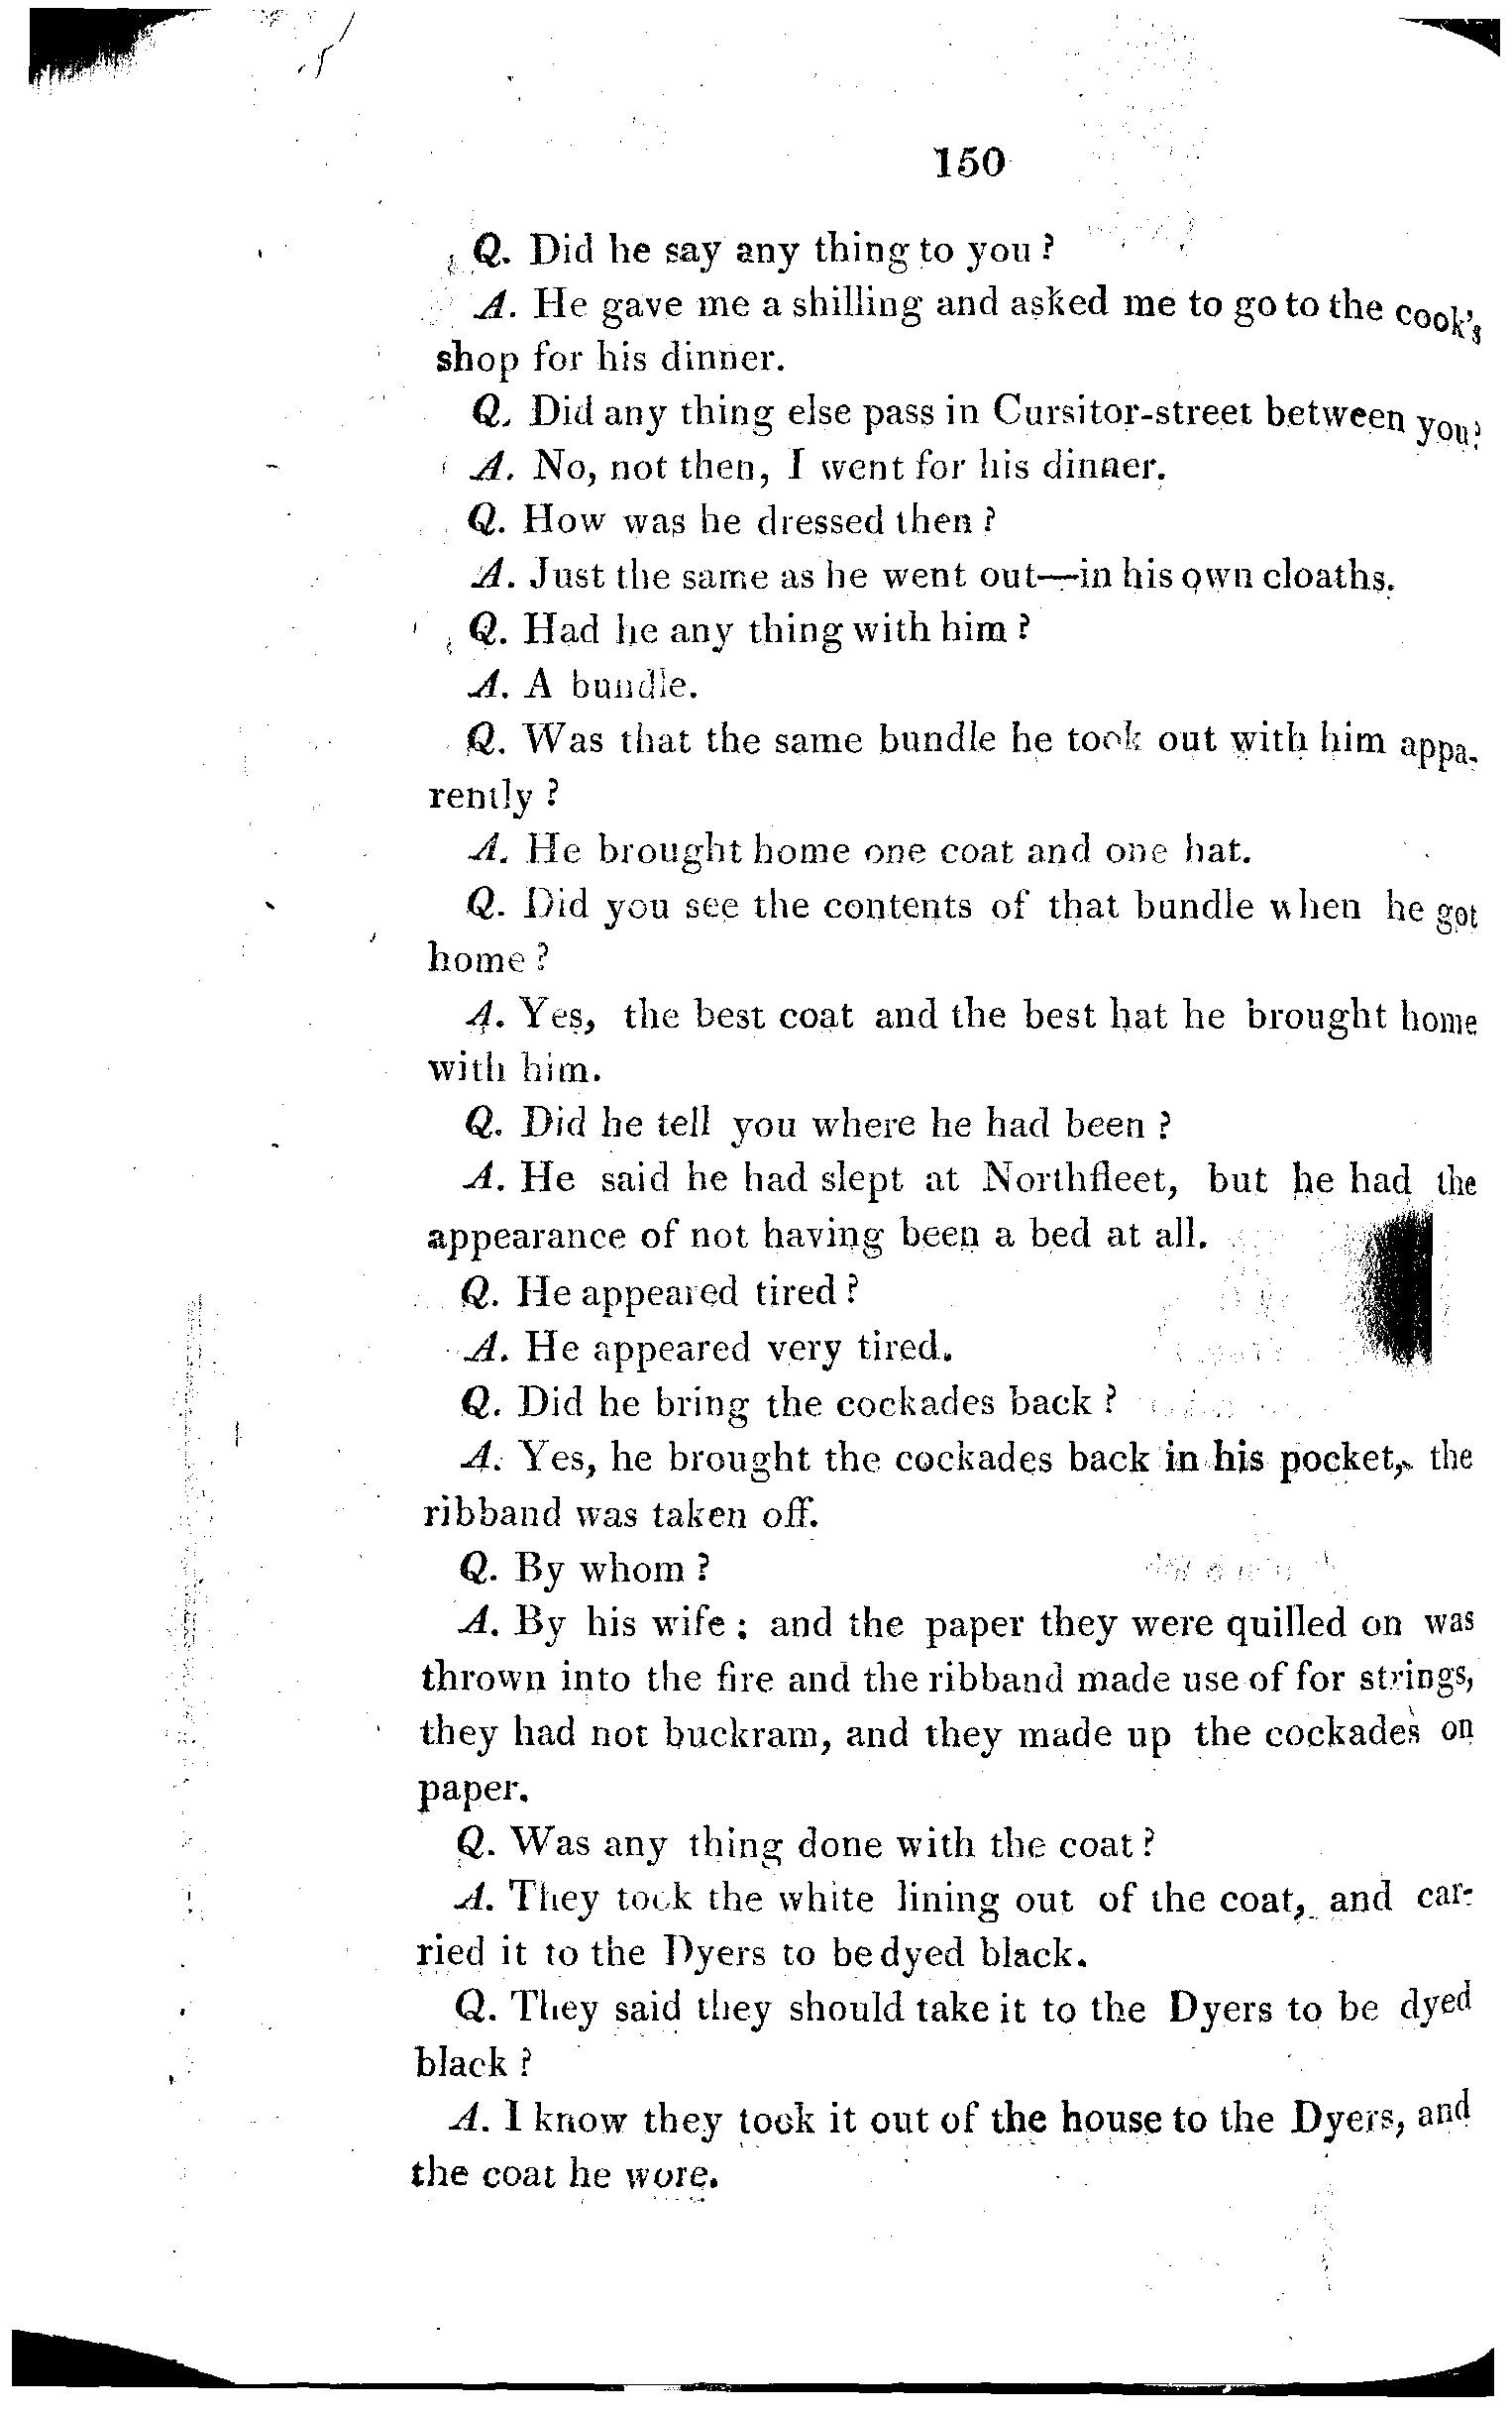 150
Q. Did he say any thing to you ?
A. He gave me a shilling and asked me to go to the cook's
shop for his dinner.
Q. Did any thing else pass in Cursitor-street between you?
A. No, not then, I went for his dinner.
Q. How was he dressed then ?
A. Just the same as he went out—in his own cloaths.
Q. Had he any thing with him ?
A. A bundle.
Q. Was that the same bundle he took out with him appa-
rently ?
A. He brought home one coat and one hat.
Q. Did you see the contents of that bundle when he got
home ?
A. Yes, the best coat and the best hat he brought home
with him.
Q. Did he tell you where he had been ?
A. He said he had slept at Northfleet, but he had the
appearance of not having been a bed at all.
Q. He appeared tired ?
A. He appeared very tired.
Q. Did he bring the cockades back ?
A. Yes, he brought the cockades back in his pocket, the
ribband was taken off.
Q. By whom ?
A. By his wife ; and the paper they were quilled on was
thrown into the fire and the ribband made use of for strings,
they had not buckram, and they made up the cockades on
paper.
Q. Was any thing done with the coat ?
A. They took the white lining out of the coat, and car-
ried it to the Dyers to be dyed black.
Q. They said they should take it to the Dyers to be dyed
black ?
A. I know they took it out of the house to the Dyers, and
the coat he wore.